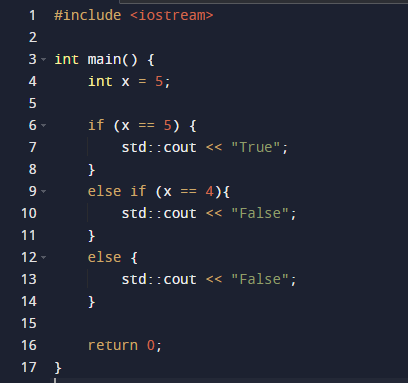 1 #include <iostream>
2
3 int main() {
4     int x = 5;
5
6     if (x == 5) {
7         std::cout << "True";
8     }
9     else if (x == 4){
10         std::cout << "False";
11     }
12     else {
13         std::cout << "False";
14     }
15
16     return 0;
17 }